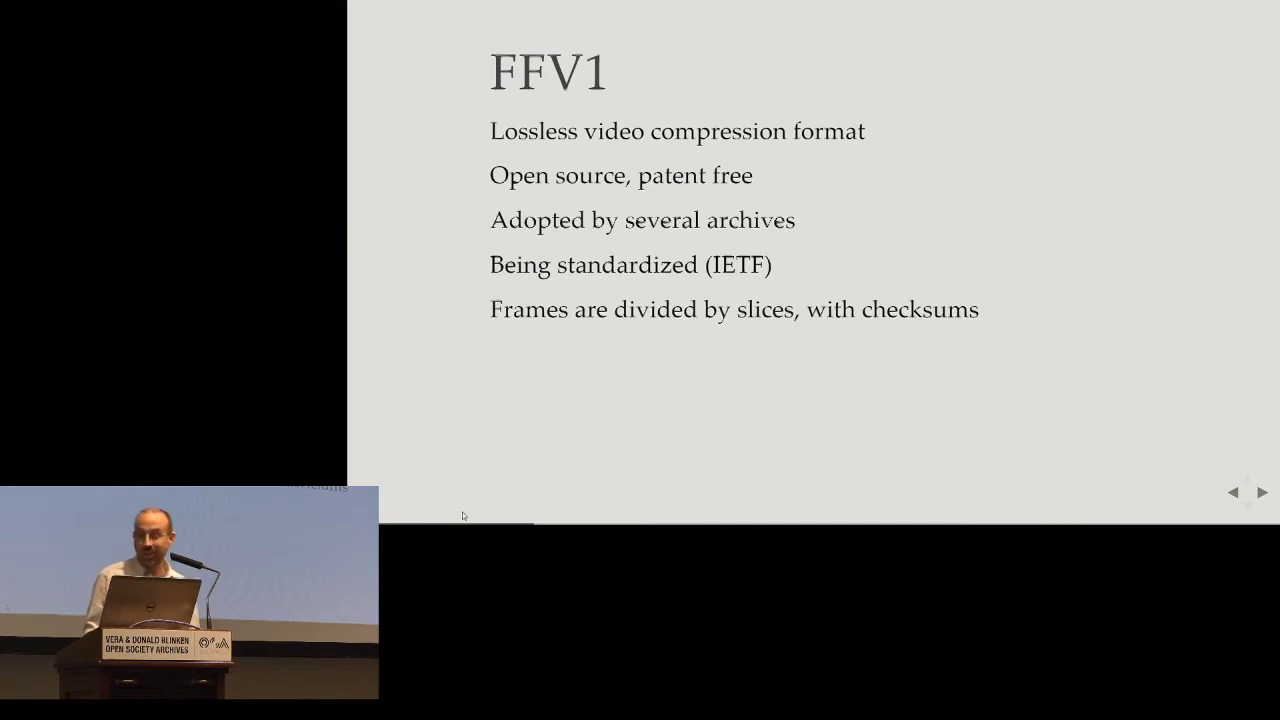 FFV1
Lossless video compression format
Open source, patent free
Adopted by several archives
Being standardized (IETF)
Frames are divided by slices, with checksums
VERA & DONALD BLINKEN
OPEN SOCIETY ARCHIVES